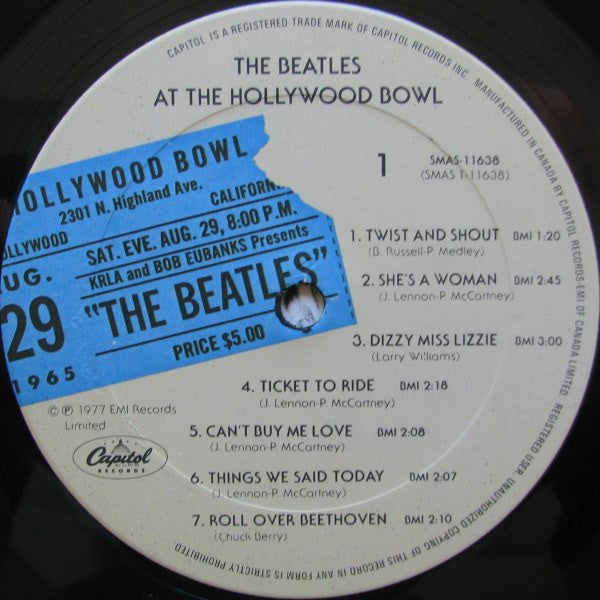 CAPITOL IS A REGISTERED TRADE MARK OF CAPITOL RECORDS INC. MANUFACTURED IN CANADA BY CAPITOL RECORDS-EMI OF CANADA LIMITED. REGISTERED USER. UNAUTHORIZED COPYING OF THIS RECORD IN ANY FORM IS STRICTLY PROHIBITED.
THE BEATLES
AT THE HOLLYWOOD BOWL
OLLYWOOD BOWL
2301 N. Highland Ave.
OLLYWOOD CALIFORN
UG.
29
1965
SAT. EVE. AUG. 29, 8:00 P.M.
KRLA and BOB EUBANKS Presents
"THE BEATLES"
PRICE $5.00
1
SMAS-11638
(SMAS 1-11638)
1. TWIST AND SHOUT BMI 1:20
(B. Russell-P. Medley)
2. SHE'S A WOMAN BMI 2:45
(J. Lennon-P. McCartney)
3. DIZZY MISS LIZZIE BMI 3:00
(Larry Williams)
4. TICKET TO RIDE BMI 2:18
(J. Lennon-P. McCartney)
5. CAN'T BUY ME LOVE BMI 2:08
(J. Lennon-P. McCartney)
6. THINGS WE SAID TODAY BMI 2:07
(J. Lennon-P. McCartney)
7. ROLL OVER BEETHOVEN BMI 2:10
(Chuck Berry)
© ℗ 1977 EMI Records
Limited
Capitol
RECORDS